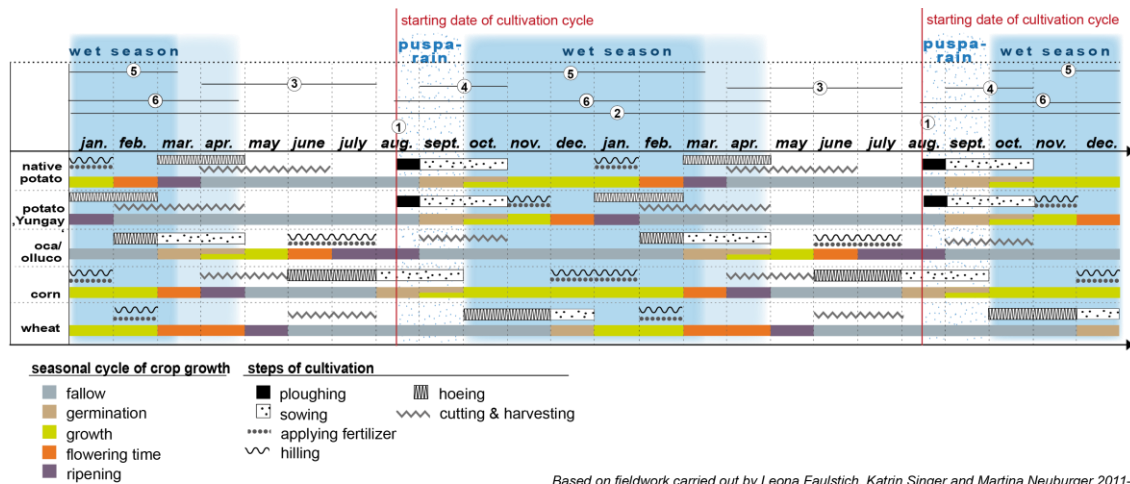 starting date of cultivation cycle
starting date of cultivation cycle
wet season
puspa-
rain
wet season
puspa-
rain
wet season
5
5
5
3
3
4
4
6
6
6
2
1
1
jan. feb. mar. apr. may june july aug. sept. oct. nov. dec. jan. feb. mar. apr. may june july aug. sept. oct. nov. dec.
native
potato
potato
‚Yungay‘
oca/
olluco
corn
wheat
seasonal cycle of crop growth
fallow
germination
growth
flowering time
ripening
steps of cultivation
ploughing
sowing
applying fertilizer
hilling
hoeing
cutting & harvesting
Based on fieldwork carried out by Leona Faulstich, Katrin Singer and Martina Neuburger 2011-